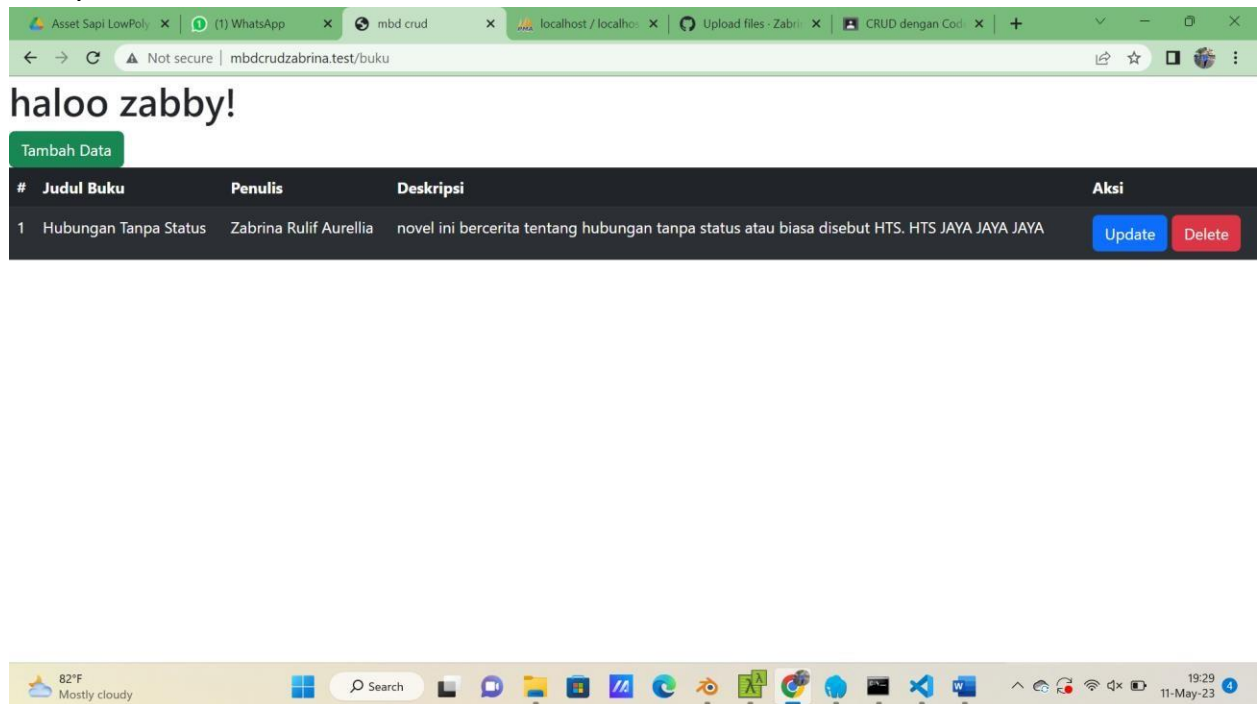 Asset Sapi LowPoly
(1) WhatsApp
mbd crud
localhost / localhos
Upload files · Zabri
CRUD dengan Cod
Not secure | mbdcrudzabrina.test/buku
haloo zabby!
Tambah Data
# Judul Buku Penulis Deskripsi Aksi
1 Hubungan Tanpa Status Zabrina Rulif Aurellia novel ini bercerita tentang hubungan tanpa status atau biasa disebut HTS. HTS JAYA JAYA JAYA Update Delete
82°F
Mostly cloudy
Search
19:29
11-May-23
4